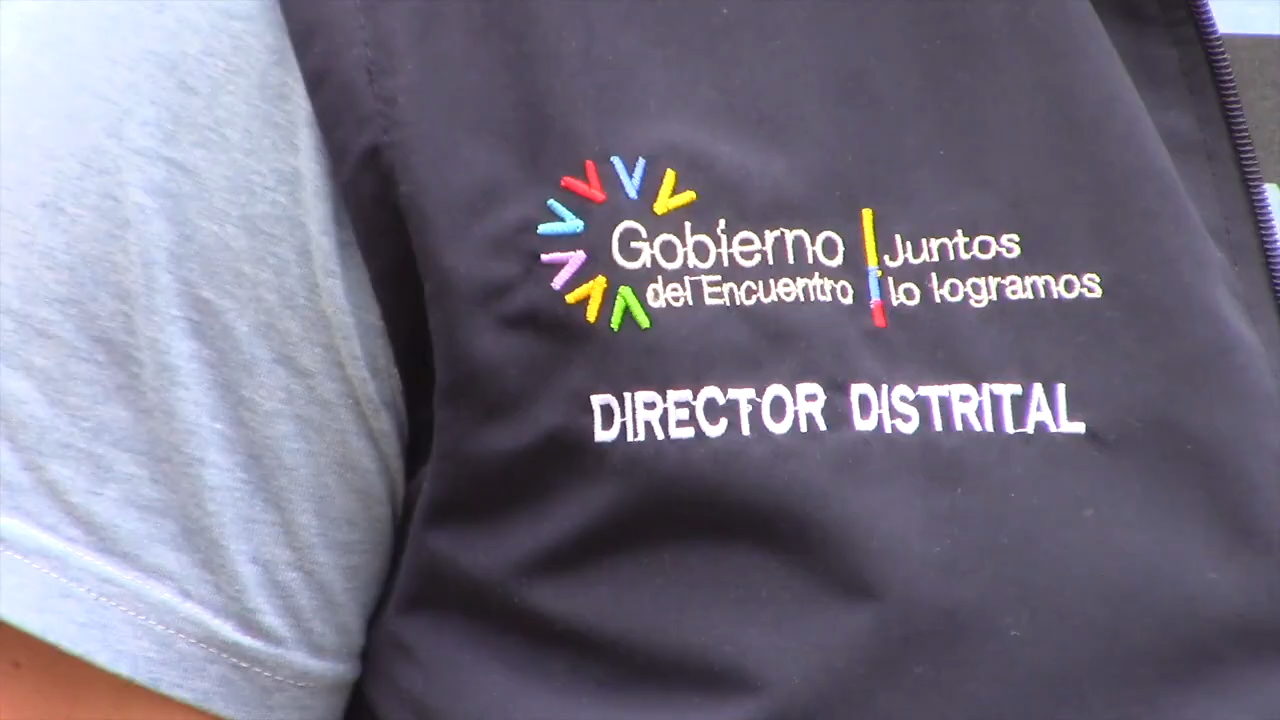 Gobierno
del Encuentro
Juntos
lo logramos
DIRECTOR DISTRITAL